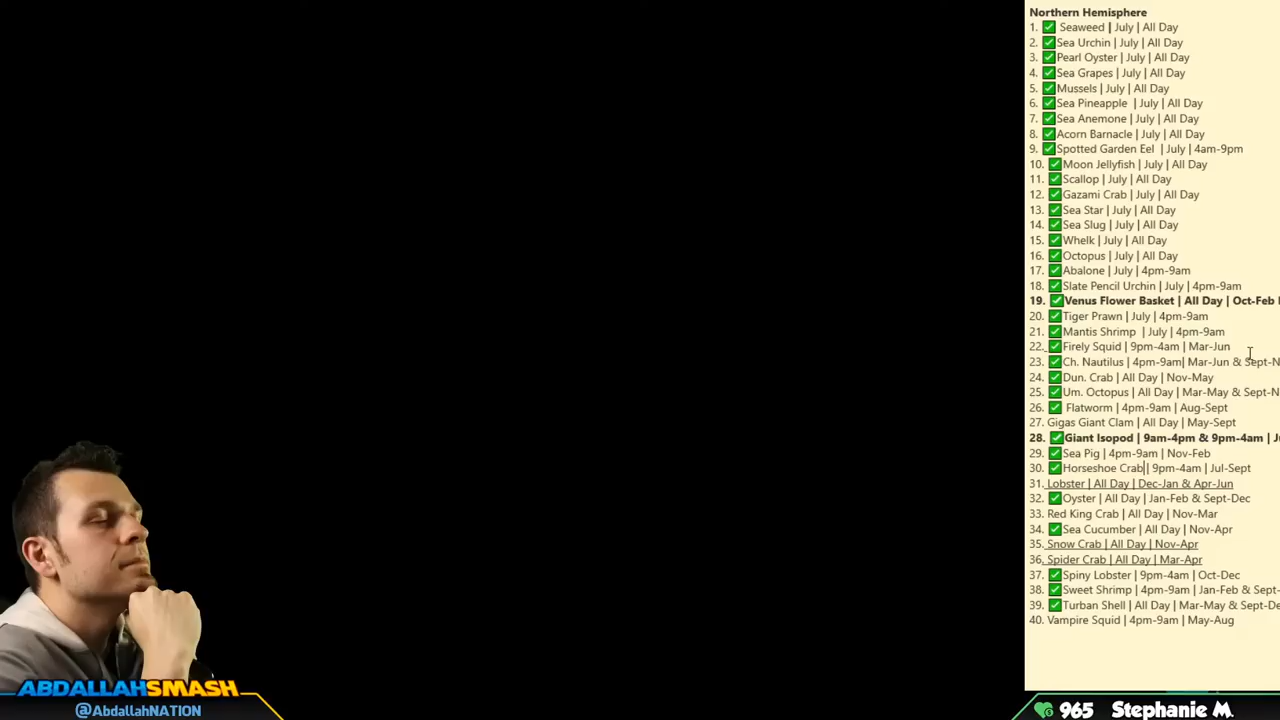 Northern Hemisphere
1. ✅ Seaweed | July | All Day
2. ✅Sea Urchin | July | All Day
3. ✅Pearl Oyster | July | All Day
4. ✅Sea Grapes | July | All Day
5. ✅Mussels | July | All Day
6. ✅Sea Pineapple | July | All Day
7. ✅Sea Anemone | July | All Day
8. ✅Acorn Barnacle | July | All Day
9. ✅Spotted Garden Eel | July | 4am-9pm
10. ✅Moon Jellyfish | July | All Day
11. ✅Scallop | July | All Day
12. ✅Gazami Crab | July | All Day
13. ✅Sea Star | July | All Day
14. ✅Sea Slug | July | All Day
15. ✅Whelk | July | All Day
16. ✅Octopus | July | All Day
17. ✅Abalone | July | 4pm-9am
18. ✅Slate Pencil Urchin | July | 4pm-9am
19. ✅Venus Flower Basket | All Day | Oct-Feb
20. ✅Tiger Prawn | July | 4pm-9am
21. ✅Mantis Shrimp | July | 4pm-9am
22. ✅Firely Squid | 9pm-4am | Mar-Jun
23. ✅Ch. Nautilus | 4pm-9am| Mar-Jun & Sept-N
24. ✅Dun. Crab | All Day | Nov-May
25. ✅Um. Octopus | All Day | Mar-May & Sept-N
26. ✅ Flatworm | 4pm-9am | Aug-Sept
27. Gigas Giant Clam | All Day | May-Sept
28. ✅Giant Isopod | 9am-4pm & 9pm-4am | Ju
29. ✅Sea Pig | 4pm-9am | Nov-Feb
30. ✅Horseshoe Crab| 9pm-4am | Jul-Sept
31. Lobster | All Day | Dec-Jan & Apr-Jun
32. ✅Oyster | All Day | Jan-Feb & Sept-Dec
33. Red King Crab | All Day | Nov-Mar
34. ✅Sea Cucumber | All Day | Nov-Apr
35. Snow Crab | All Day | Nov-Apr
36. Spider Crab | All Day | Mar-Apr
37. ✅Spiny Lobster | 9pm-4am | Oct-Dec
38. ✅Sweet Shrimp | 4pm-9am | Jan-Feb & Sept-
39. ✅Turban Shell | All Day | Mar-May & Sept-De
40. Vampire Squid | 4pm-9am | May-Aug
ABDALLAHSMASH
@AbdallahNATION
965 Stephanie M.